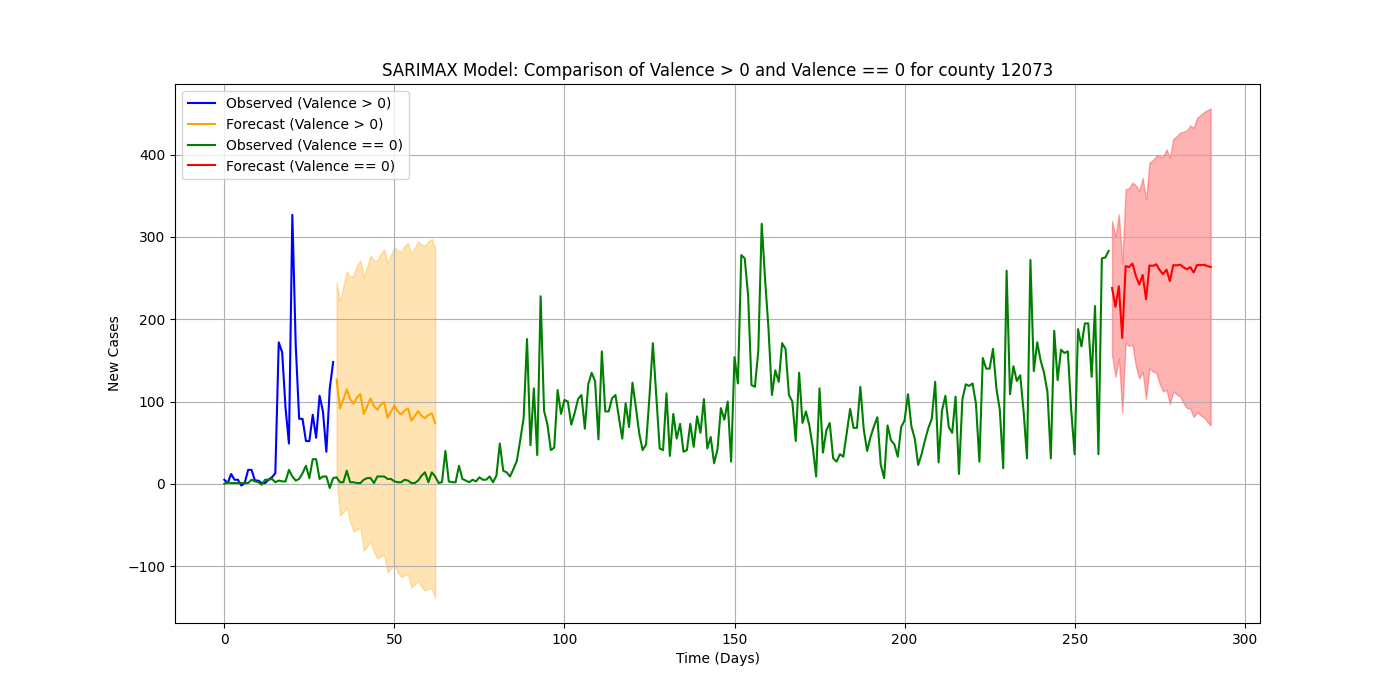 SARIMAX Model: Comparison of Valence > 0 and Valence == 0 for county 12073
Observed (Valence > 0)
Forecast (Valence > 0)
Observed (Valence == 0)
Forecast (Valence == 0)
New Cases
400
300
200
100
0
−100
0 50 100 150 200 250 300
Time (Days)